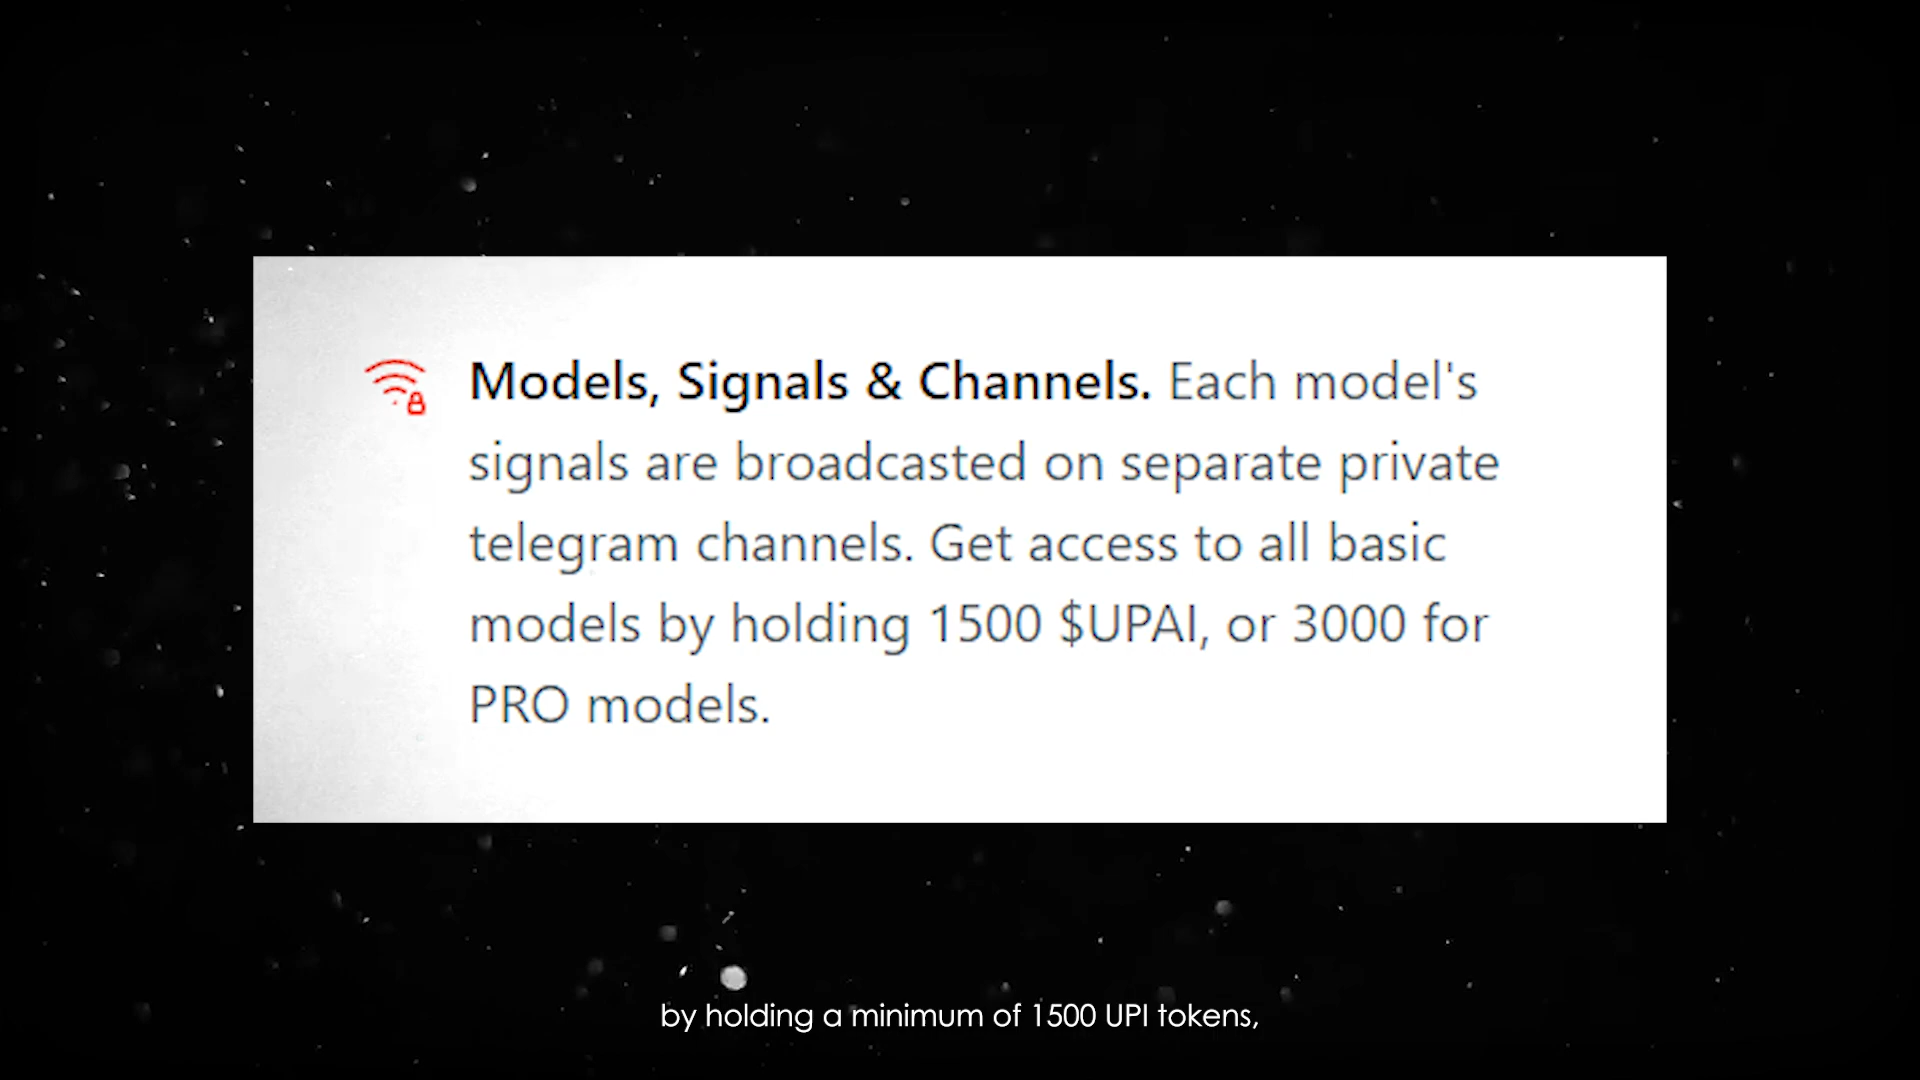 Models, Signals & Channels. Each model's
signals are broadcasted on separate private
telegram channels. Get access to all basic
models by holding 1500 $UPAI, or 3000 for
PRO models.
by holding a minimum of 1500 UPI tokens,